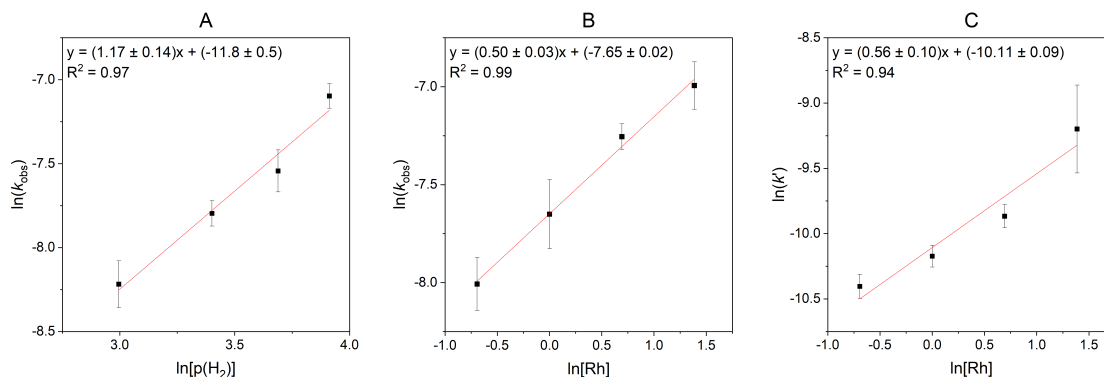 A
y = (1.17 ± 0.14)x + (-11.8 ± 0.5)
R² = 0.97
-7.0
-7.5
-8.0
-8.5
3.0
3.5
4.0
ln(k_obs)
ln[p(H₂)]
B
y = (0.50 ± 0.03)x + (-7.65 ± 0.02)
R² = 0.99
-7.0
-7.5
-8.0
-1.0
-0.5
0.0
0.5
1.0
1.5
ln(k_obs)
ln[Rh]
C
y = (0.56 ± 0.10)x + (-10.11 ± 0.09)
R² = 0.94
-8.5
-9.0
-9.5
-10.0
-10.5
-1.0
-0.5
0.0
0.5
1.0
1.5
ln(k')
ln[Rh]